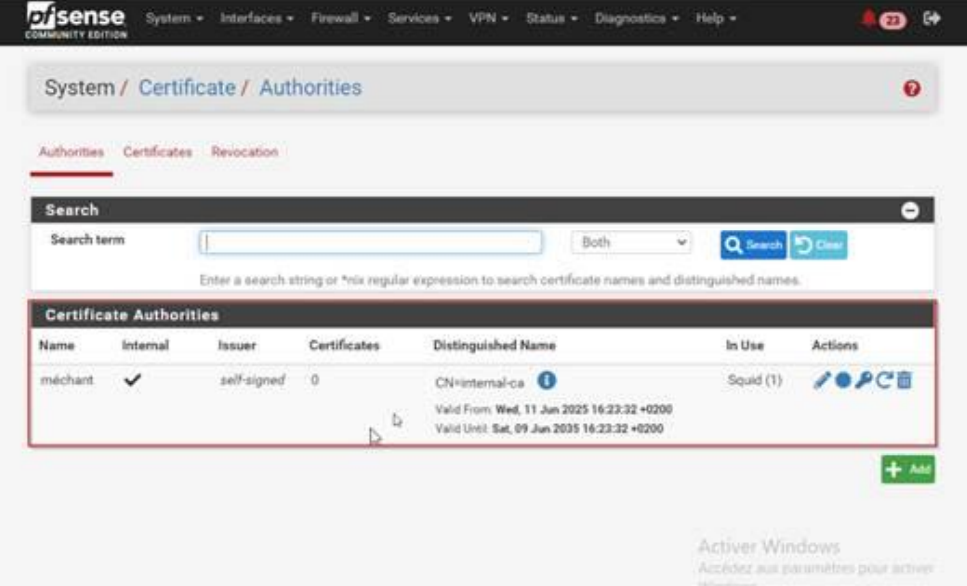 pfsense System Interfaces Firewall Services VPN Status Diagnostics Help 23
COMMUNITY EDITION
System / Certificate / Authorities
Authorities Certificates Revocation
Search
Search term Both Search Clear
Enter a search string or *nix regular expression to search certificate names and distinguished names.
Certificate Authorities
Name Internal Issuer Certificates Distinguished Name In Use Actions
méchant self-signed 0 CN=internal-ca Squid (1)
Valid From: Wed, 11 Jun 2025 16:23:32 +0200
Valid Until: Sat, 09 Jun 2035 16:23:32 +0200
Add
Activer Windows
Accédez aux paramètres pour activer
Windows